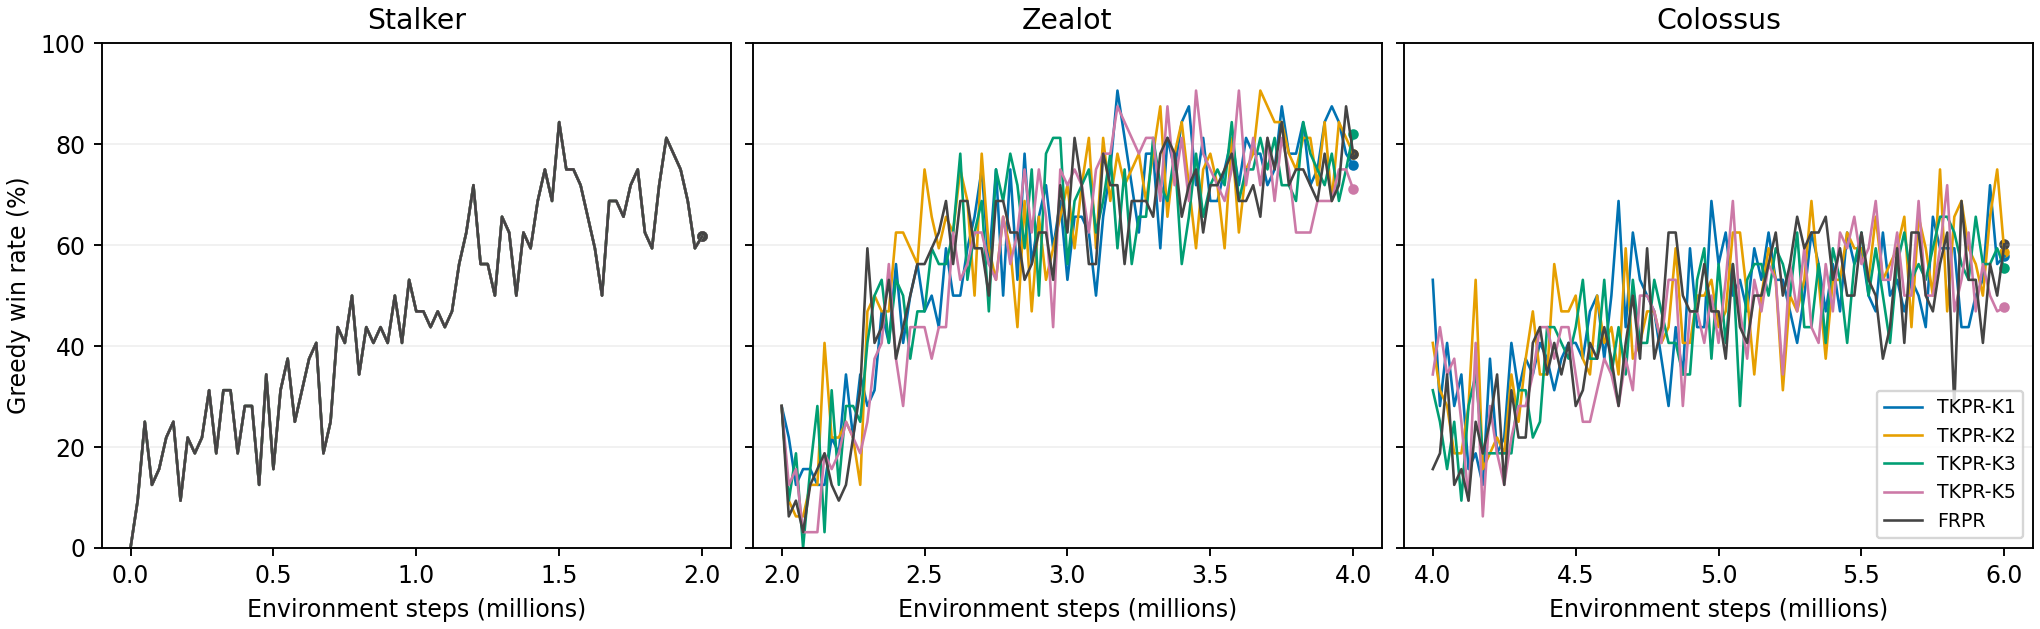 Stalker
Zealot
Colossus
Greedy win rate (%)
100
80
60
40
20
0
0.0 0.5 1.0 1.5 2.0
2.0 2.5 3.0 3.5 4.0
4.0 4.5 5.0 5.5 6.0
Environment steps (millions)
Environment steps (millions)
Environment steps (millions)
TKPR-K1
TKPR-K2
TKPR-K3
TKPR-K5
FRPR